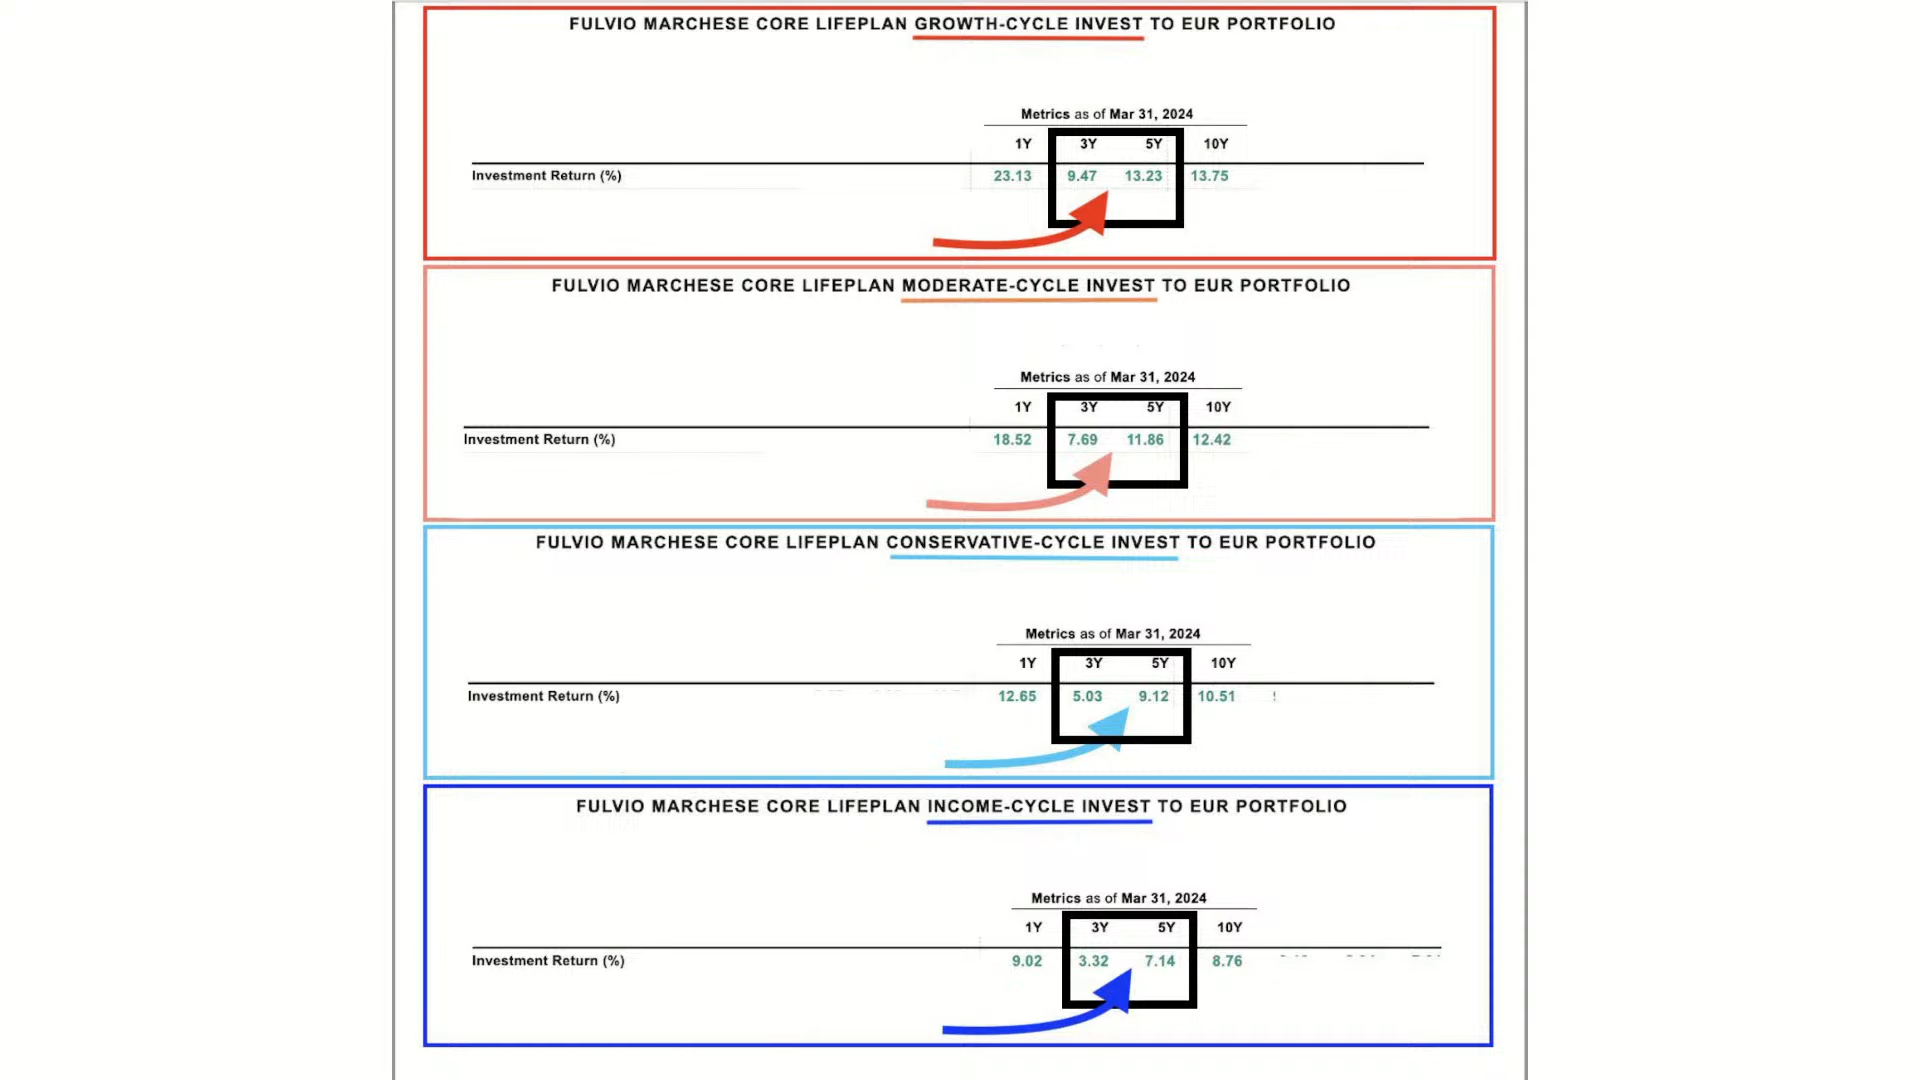 FULVIO MARCHESE CORE LIFEPLAN GROWTH-CYCLE INVEST TO EUR PORTFOLIO
Metrics as of Mar 31, 2024
1Y 3Y 5Y 10Y
Investment Return (%) 23.13 9.47 13.23 13.75
FULVIO MARCHESE CORE LIFEPLAN MODERATE-CYCLE INVEST TO EUR PORTFOLIO
Metrics as of Mar 31, 2024
1Y 3Y 5Y 10Y
Investment Return (%) 18.52 7.69 11.86 12.42
FULVIO MARCHESE CORE LIFEPLAN CONSERVATIVE-CYCLE INVEST TO EUR PORTFOLIO
Metrics as of Mar 31, 2024
1Y 3Y 5Y 10Y
Investment Return (%) 12.65 5.03 9.12 10.51
FULVIO MARCHESE CORE LIFEPLAN INCOME-CYCLE INVEST TO EUR PORTFOLIO
Metrics as of Mar 31, 2024
1Y 3Y 5Y 10Y
Investment Return (%) 9.02 3.32 7.14 8.76